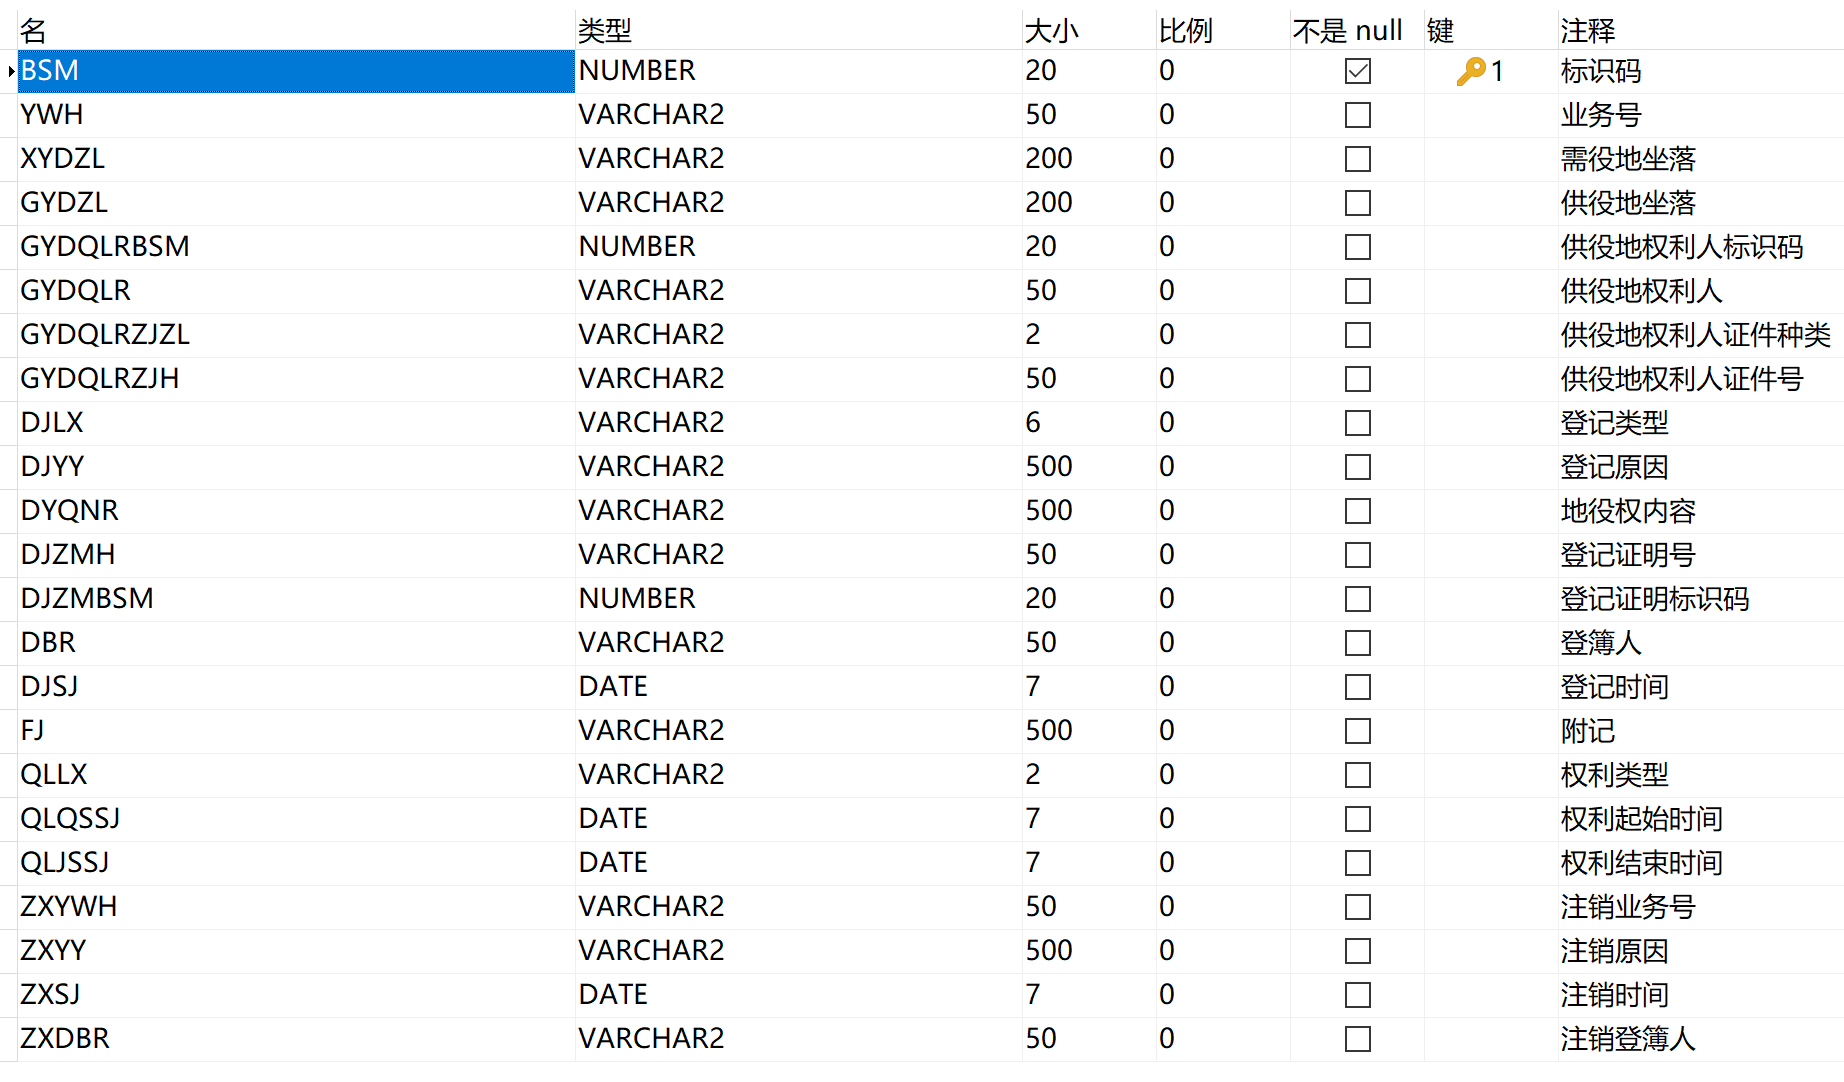 名 类型 大小 比例 不是 null 键 注释
BSM NUMBER 20 0 1 标识码
YWH VARCHAR2 50 0 业务号
XYDZL VARCHAR2 200 0 需役地坐落
GYDZL VARCHAR2 200 0 供役地坐落
GYDQLRBSM NUMBER 20 0 供役地权利人标识码
GYDQLR VARCHAR2 50 0 供役地权利人
GYDQLRZJZL VARCHAR2 2 0 供役地权利人证件种类
GYDQLRZJH VARCHAR2 50 0 供役地权利人证件号
DJLX VARCHAR2 6 0 登记类型
DJYY VARCHAR2 500 0 登记原因
DYQNR VARCHAR2 500 0 地役权内容
DJZMH VARCHAR2 50 0 登记证明号
DJZMBSM NUMBER 20 0 登记证明标识码
DBR VARCHAR2 50 0 登簿人
DJSJ DATE 7 0 登记时间
FJ VARCHAR2 500 0 附记
QLLX VARCHAR2 2 0 权利类型
QLQSSJ DATE 7 0 权利起始时间
QLJSSJ DATE 7 0 权利结束时间
ZXYWH VARCHAR2 50 0 注销业务号
ZXYY VARCHAR2 500 0 注销原因
ZXSJ DATE 7 0 注销时间
ZXDBR VARCHAR2 50 0 注销登簿人